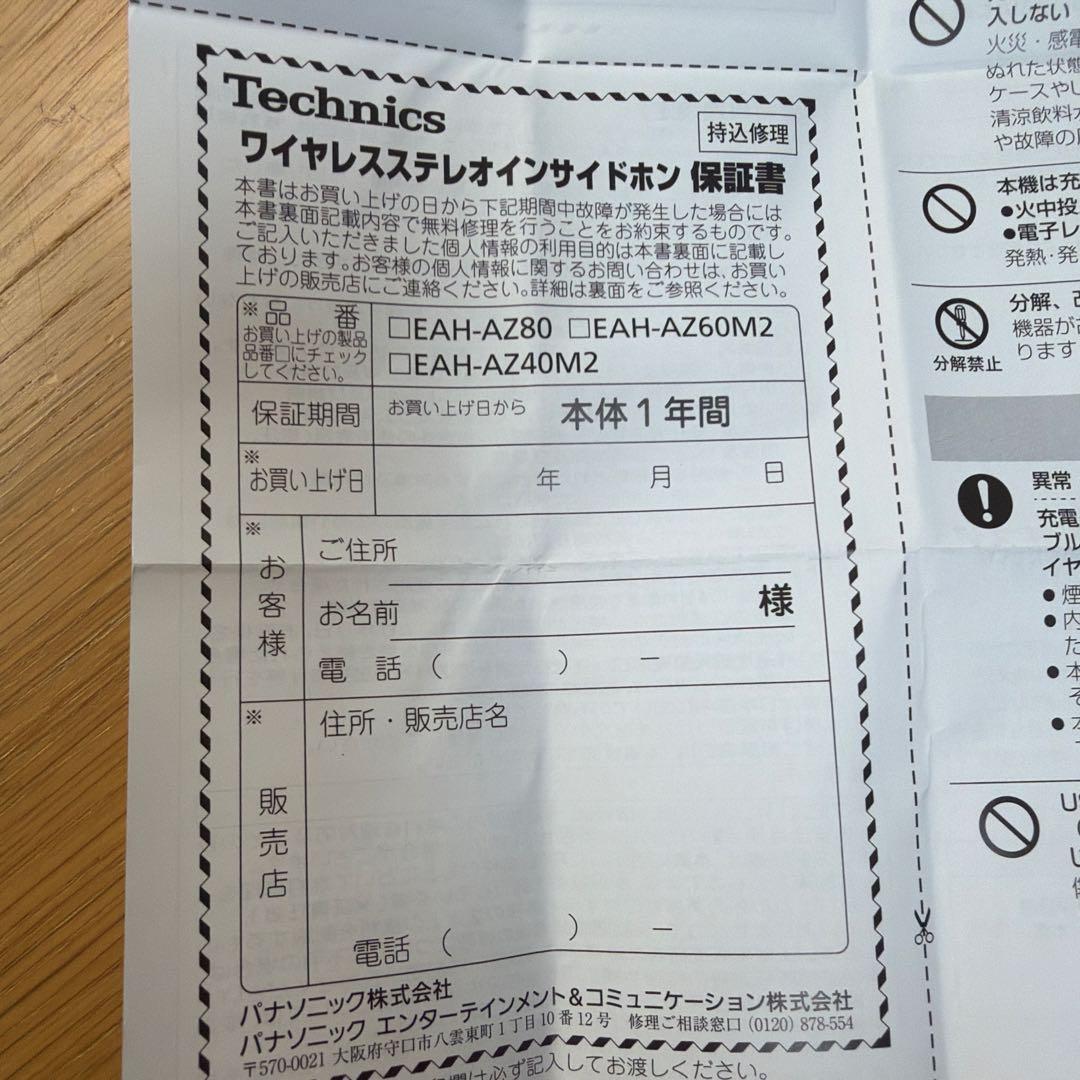 Technics
持込修理
ワイヤレスステレオインサイドホン 保証書
本書はお買い上げの日から下記期間中故障が発生した場合には
本書裏面記載内容で無料修理を行うことをお約束するものです。
ご記入いただきました個人情報の利用目的は本書裏面に記載し
ております。お客様の個人情報に関するお問い合わせは、お買い
上げの販売店にご連絡ください。詳細は裏面をご参照ください。
※品 番
お買い上げの製品
品番□にチェック
してください。
□EAH-AZ80 □EAH-AZ60M2
□EAH-AZ40M2
保証期間
お買い上げ日から 本体1年間
※
お買い上げ日
年 月 日
※
お客様
ご住所
お名前 様
電 話 ( ) －
※
販売店
住所・販売店名
電話 ( ) －
パナソニック株式会社
パナソニック エンターテインメント&コミュニケーション株式会社
〒570-0021 大阪府守口市八雲東町1丁目10番12号 修理ご相談窓口 (0120) 878-554
は必ず記入してお渡しください。
入しない
火災・感電
ぬれた状態
ケースやし
清涼飲料水
や故障の
本機は充
●火中投
●電子レ
発熱・発
分解禁止
分解、
機器が
ります
異常
充電
ブル
イヤ
●煙
●内
た
●本
そ